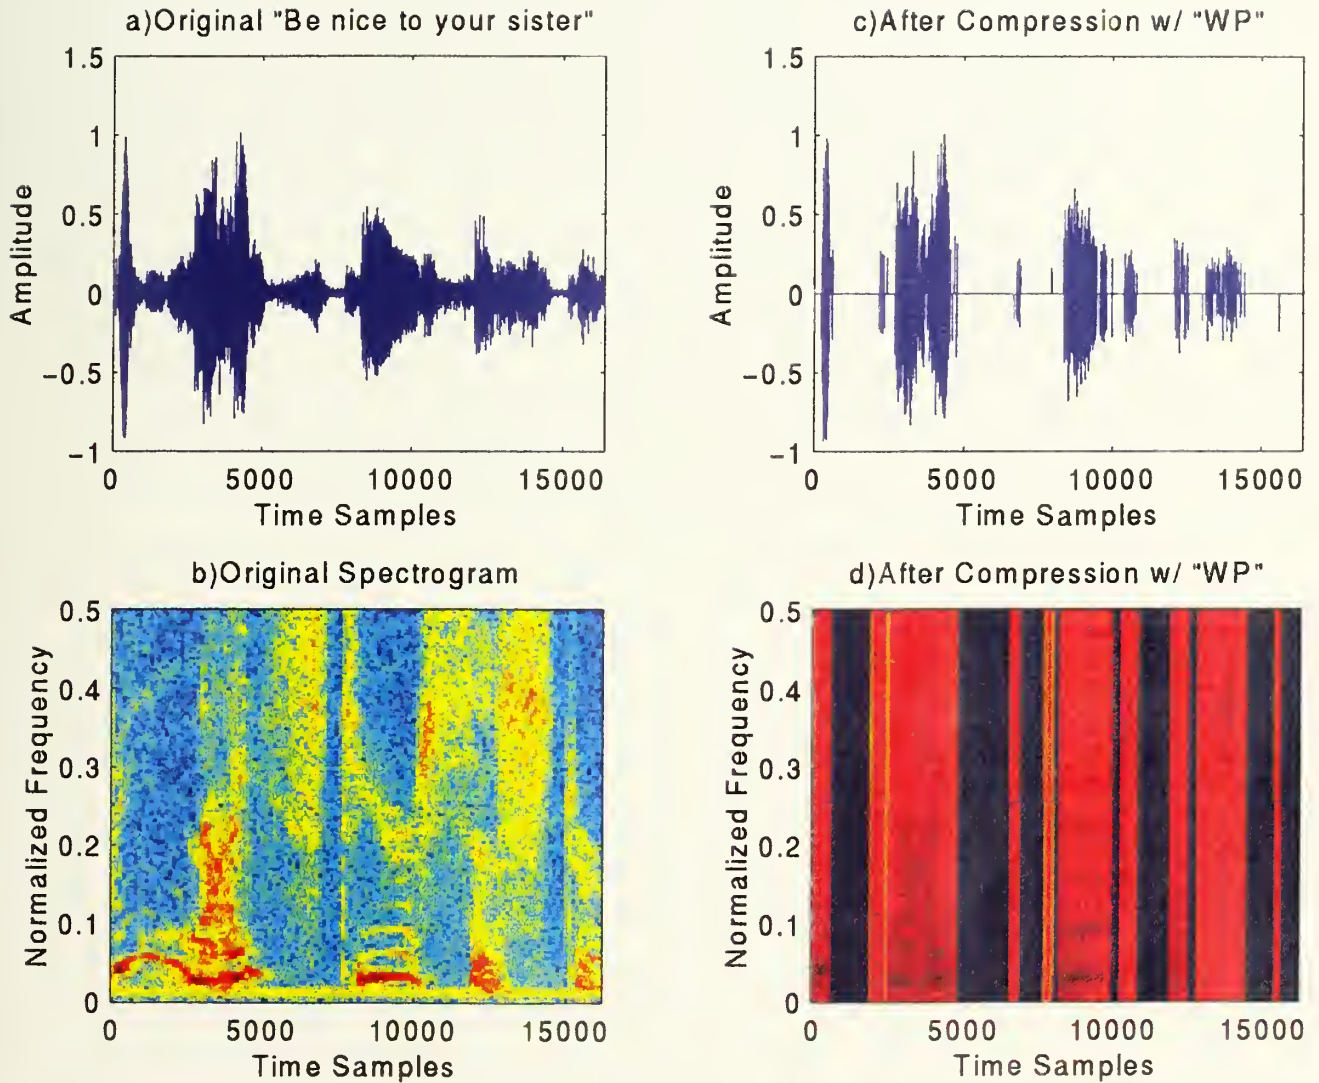 a)Original "Be nice to your sister"
1.5
1
0.5
0
−0.5
−1
Amplitude
0 5000 10000 15000
Time Samples
c)After Compression w/ "WP"
1.5
1
0.5
0
−0.5
−1
Amplitude
0 5000 10000 15000
Time Samples
b)Original Spectrogram
0.5
0.4
0.3
0.2
0.1
0
Normalized Frequency
0 5000 10000 15000
Time Samples
d)After Compression w/ "WP"
0.5
0.4
0.3
0.2
0.1
0
Normalized Frequency
0 5000 10000 15000
Time Samples